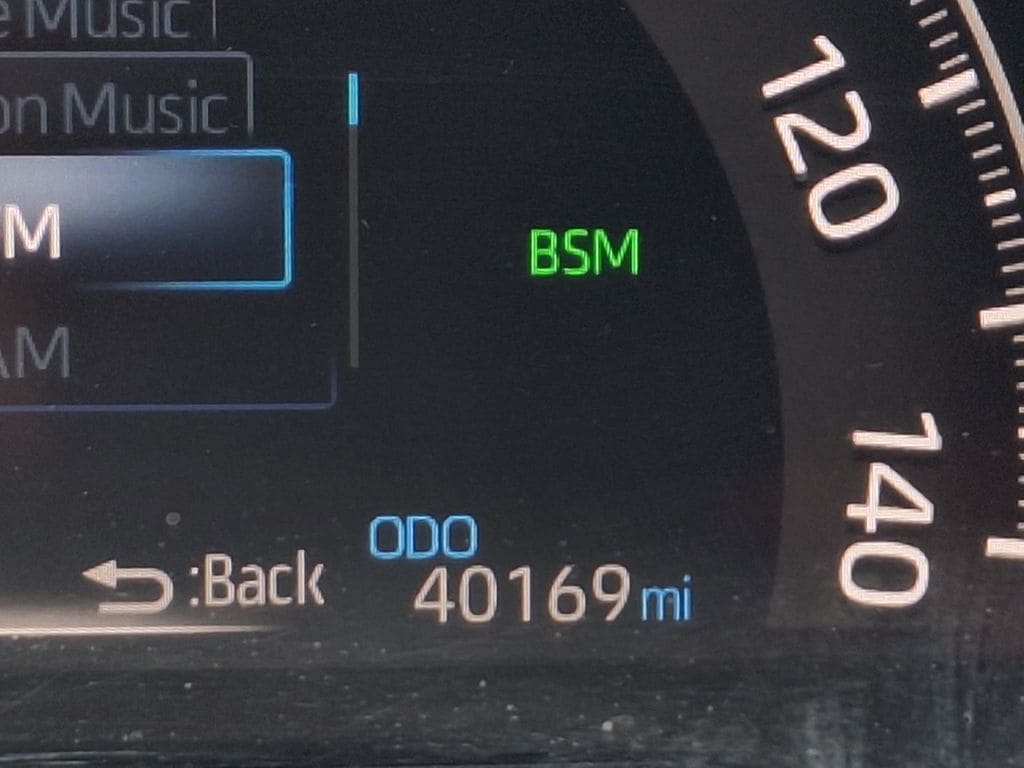 e Music
on Music
M
AM
BSM
120
140
ODO
:Back
40169 mi